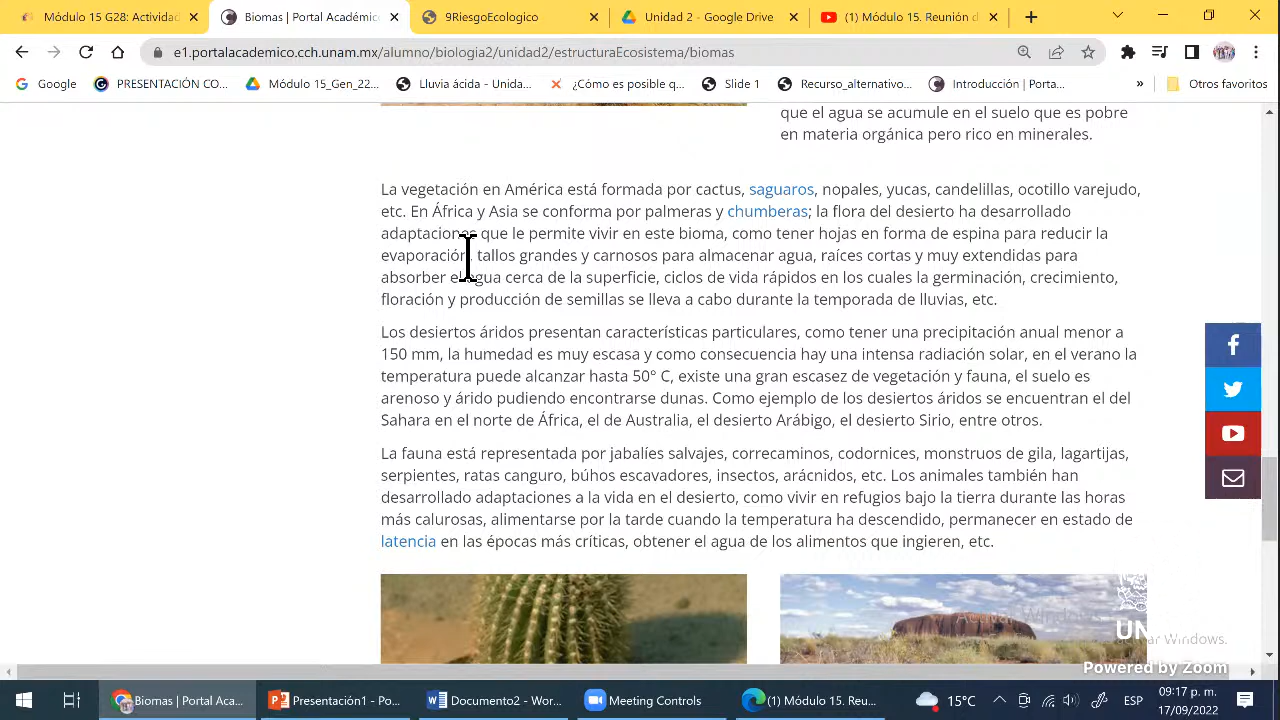 Módulo 15 G28: Actividad
Biomas | Portal Académic
9RiesgoEcologico
Unidad 2 - Google Drive
(1) Módulo 15. Reunión d
e1.portalacademico.cch.unam.mx/alumno/biologia2/unidad2/estructuraEcosistema/biomas
Google
PRESENTACIÓN CO...
Módulo 15_Gen_22...
Lluvia ácida - Unida...
¿Cómo es posible q...
Slide 1
Recurso_alternativo...
Introducción | Porta...
»
Otros favoritos
que el agua se acumule en el suelo que es pobre
en materia orgánica pero rico en minerales.
La vegetación en América está formada por cactus, saguaros, nopales, yucas, candelillas, ocotillo varejudo,
etc. En África y Asia se conforma por palmeras y chumberas; la flora del desierto ha desarrollado
adaptaciones que le permite vivir en este bioma, como tener hojas en forma de espina para reducir la
evaporación, tallos grandes y carnosos para almacenar agua, raíces cortas y muy extendidas para
absorber el agua cerca de la superficie, ciclos de vida rápidos en los cuales la germinación, crecimiento,
floración y producción de semillas se lleva a cabo durante la temporada de lluvias, etc.
Los desiertos áridos presentan características particulares, como tener una precipitación anual menor a
150 mm, la humedad es muy escasa y como consecuencia hay una intensa radiación solar, en el verano la
temperatura puede alcanzar hasta 50° C, existe una gran escasez de vegetación y fauna, el suelo es
arenoso y árido pudiendo encontrarse dunas. Como ejemplo de los desiertos áridos se encuentran el del
Sahara en el norte de África, el de Australia, el desierto Arábigo, el desierto Sirio, entre otros.
La fauna está representada por jabalíes salvajes, correcaminos, codornices, monstruos de gila, lagartijas,
serpientes, ratas canguro, búhos escavadores, insectos, arácnidos, etc. Los animales también han
desarrollado adaptaciones a la vida en el desierto, como vivir en refugios bajo la tierra durante las horas
más calurosas, alimentarse por la tarde cuando la temperatura ha descendido, permanecer en estado de
latencia en las épocas más críticas, obtener el agua de los alimentos que ingieren, etc.
Windows.
Powered by Zoom
Biomas | Portal Aca...
Presentación1 - Po...
Documento2 - Wor...
Meeting Controls
(1) Módulo 15. Reu...
15°C
ESP
09:17 p. m.
17/09/2022